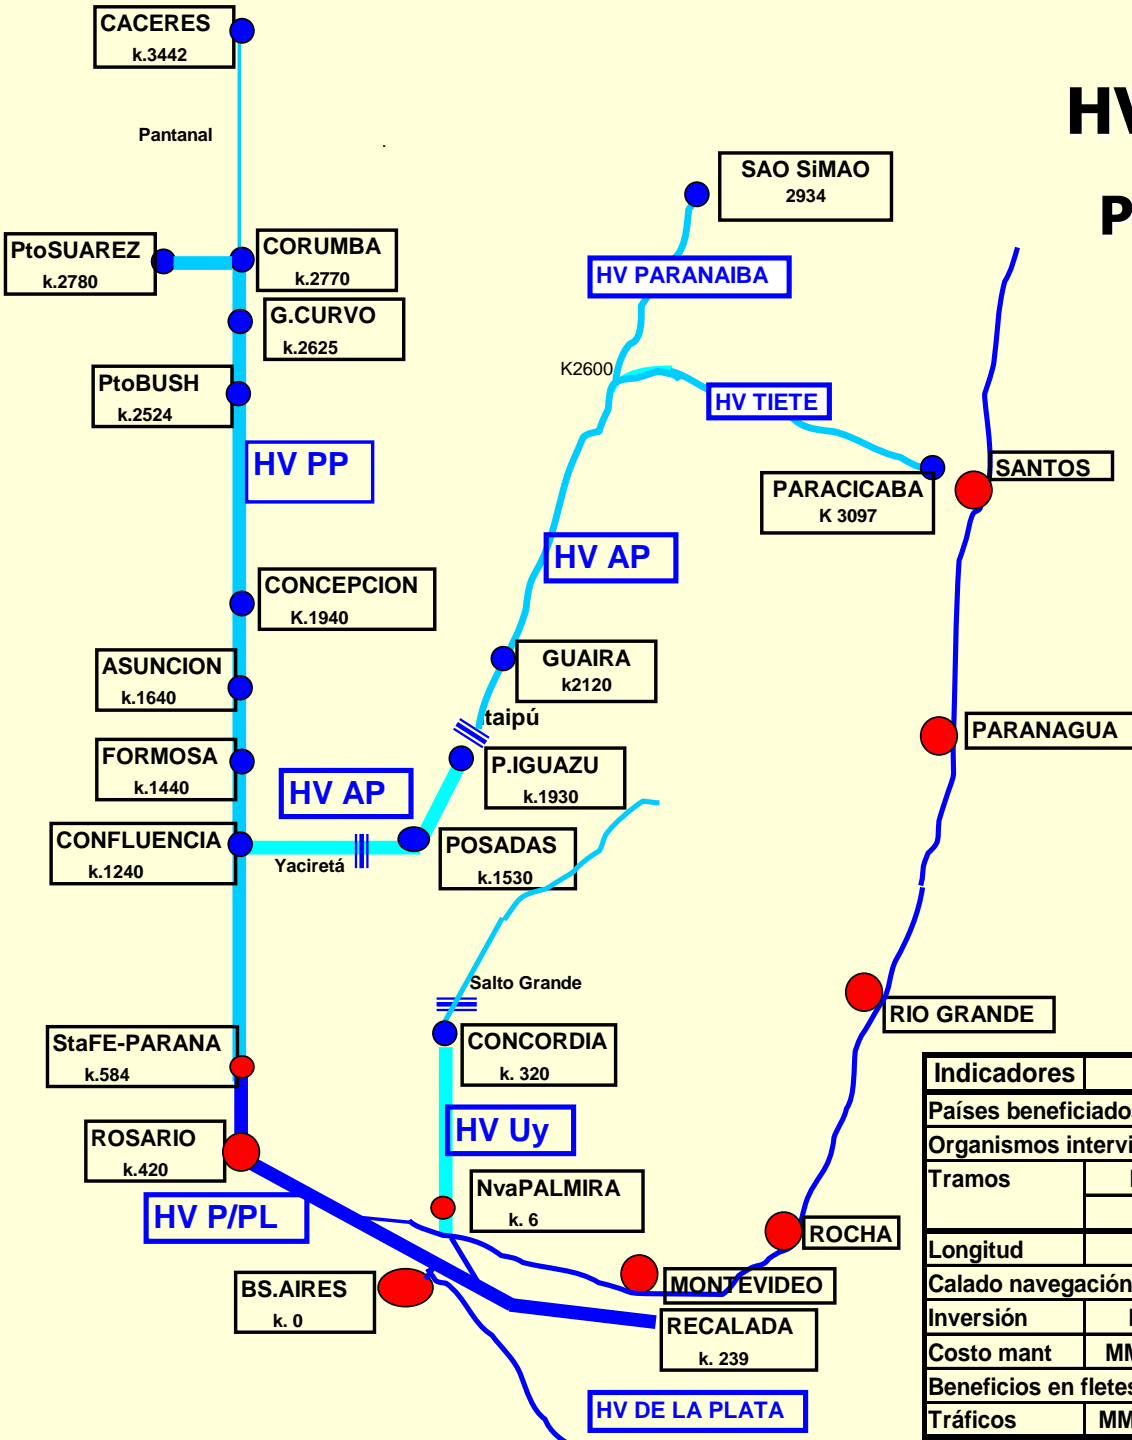 CACERES
k.3442
HV
Pantanal
SAO SiMAO
2934
P
PtoSUAREZ
k.2780
CORUMBA
k.2770
HV PARANAIBA
G.CURVO
k.2625
K2600
PtoBUSH
k.2524
HV TIETE
HV PP
SANTOS
PARACICABA
K 3097
HV AP
CONCEPCION
K.1940
ASUNCION
k.1640
GUAIRA
k2120
taipú
PARANAGUA
FORMOSA
k.1440
P.IGUAZU
k.1930
HV AP
CONFLUENCIA
k.1240
Yaciretá
POSADAS
k.1530
Salto Grande
RIO GRANDE
StaFE-PARANA
k.584
CONCORDIA
k. 320
ROSARIO
k.420
HV Uy
NvaPALMIRA
k. 6
HV P/PL
ROCHA
BS.AIRES
k. 0
MONTEVIDEO
RECALADA
k. 239
HV DE LA PLATA
Indicadores
Países beneficiado
Organismos intervi
Tramos
Longitud
Calado navegación
Inversión
Costo mant MM
Beneficios en fletes
Tráficos MM